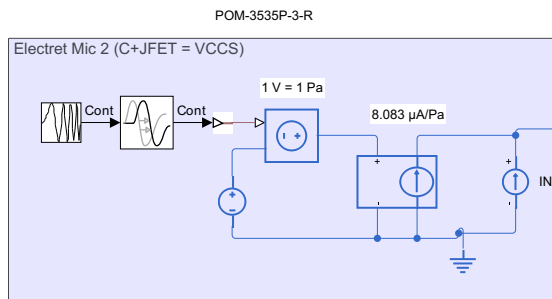 POM-3535P-3-R
Electret Mic 2 (C+JFET = VCCS)
1 V = 1 Pa
8.083 µA/Pa
Cont
Cont
IN